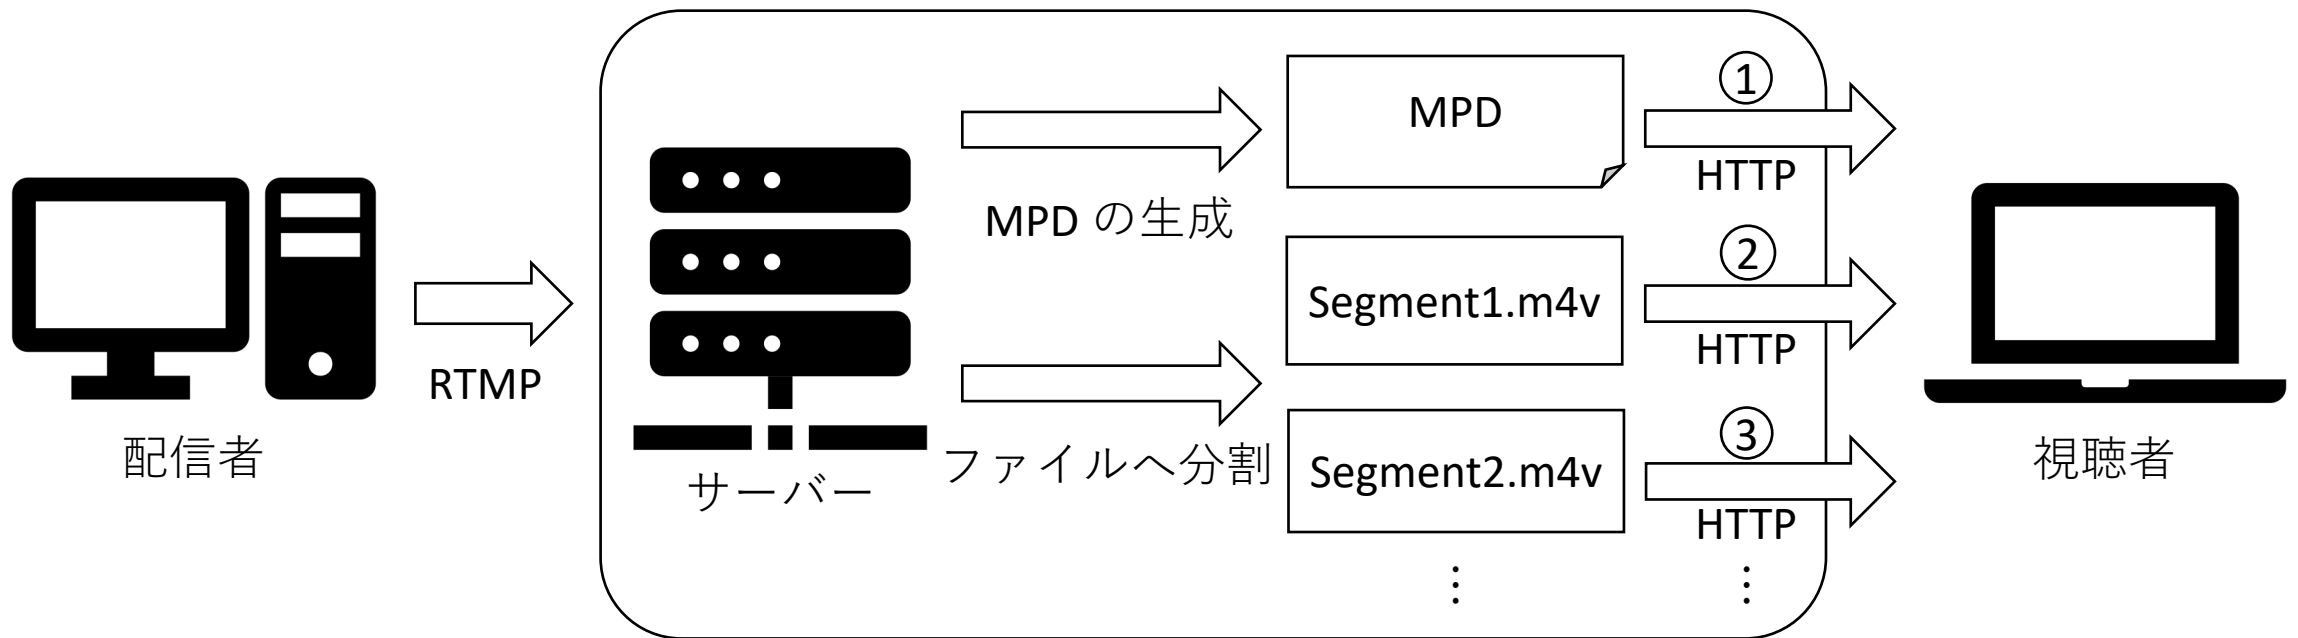 配信者
RTMP
サーバー
MPD の生成
ファイルへ分割
MPD
Segment1.m4v
Segment2.m4v
⋮
①
HTTP
②
HTTP
③
HTTP
⋮
視聴者